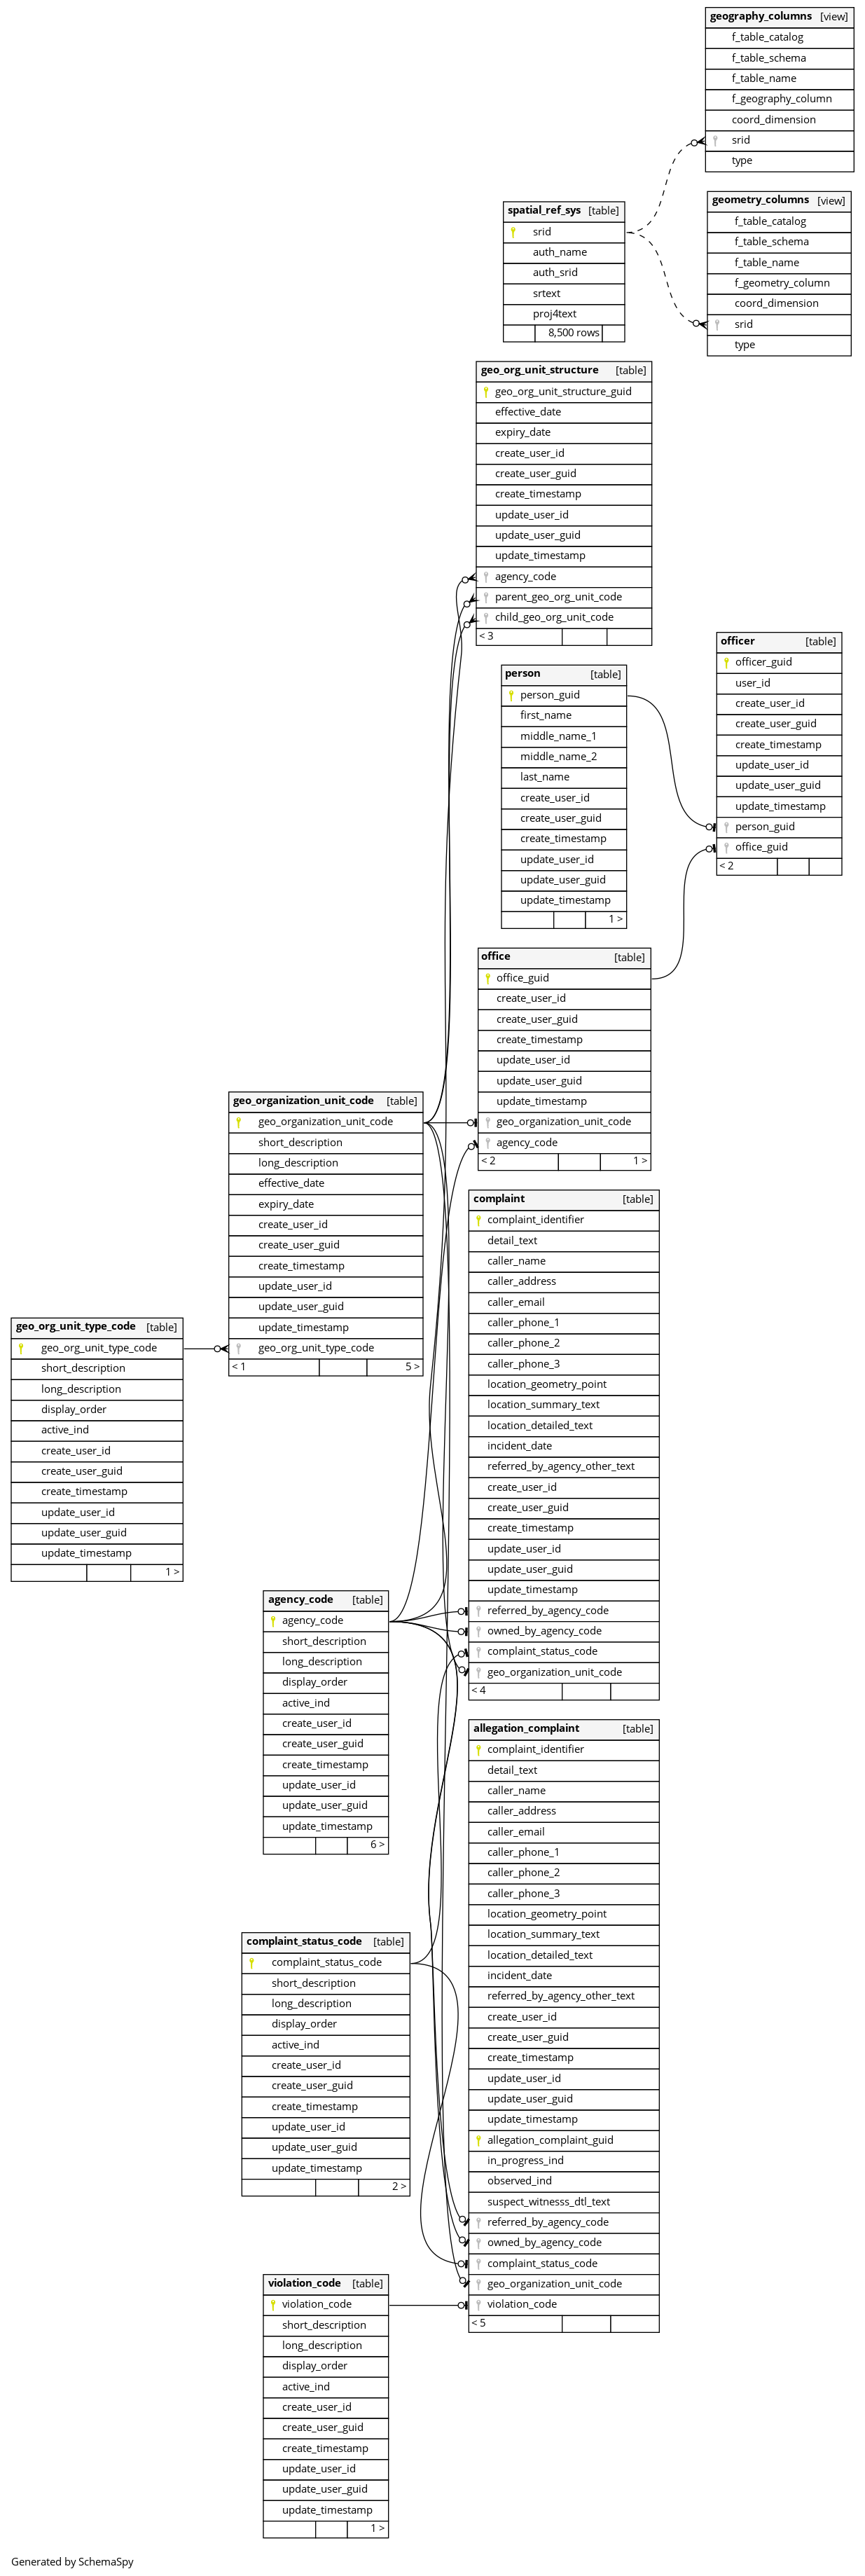 geography_columns [view]
f_table_catalog
f_table_schema
f_table_name
f_geography_column
coord_dimension
srid
type
geometry_columns [view]
f_table_catalog
f_table_schema
f_table_name
f_geometry_column
coord_dimension
srid
type
spatial_ref_sys [table]
srid
auth_name
auth_srid
srtext
proj4text
8,500 rows
geo_org_unit_structure [table]
geo_org_unit_structure_guid
effective_date
expiry_date
create_user_id
create_user_guid
create_timestamp
update_user_id
update_user_guid
update_timestamp
agency_code
parent_geo_org_unit_code
child_geo_org_unit_code
< 3
officer [table]
officer_guid
user_id
create_user_id
create_user_guid
create_timestamp
update_user_id
update_user_guid
update_timestamp
person_guid
office_guid
< 2
person [table]
person_guid
first_name
middle_name_1
middle_name_2
last_name
create_user_id
create_user_guid
create_timestamp
update_user_id
update_user_guid
update_timestamp
1 >
office [table]
office_guid
create_user_id
create_user_guid
create_timestamp
update_user_id
update_user_guid
update_timestamp
geo_organization_unit_code
agency_code
< 2 1 >
geo_organization_unit_code [table]
geo_organization_unit_code
short_description
long_description
effective_date
expiry_date
create_user_id
create_user_guid
create_timestamp
update_user_id
update_user_guid
update_timestamp
geo_org_unit_type_code
< 1 5 >
complaint [table]
complaint_identifier
detail_text
caller_name
caller_address
caller_email
caller_phone_1
caller_phone_2
caller_phone_3
location_geometry_point
location_summary_text
location_detailed_text
incident_date
referred_by_agency_other_text
create_user_id
create_user_guid
create_timestamp
update_user_id
update_user_guid
update_timestamp
referred_by_agency_code
owned_by_agency_code
complaint_status_code
geo_organization_unit_code
< 4
geo_org_unit_type_code [table]
geo_org_unit_type_code
short_description
long_description
display_order
active_ind
create_user_id
create_user_guid
create_timestamp
update_user_id
update_user_guid
update_timestamp
1 >
agency_code [table]
agency_code
short_description
long_description
display_order
active_ind
create_user_id
create_user_guid
create_timestamp
update_user_id
update_user_guid
update_timestamp
6 >
allegation_complaint [table]
complaint_identifier
detail_text
caller_name
caller_address
caller_email
caller_phone_1
caller_phone_2
caller_phone_3
location_geometry_point
location_summary_text
location_detailed_text
incident_date
referred_by_agency_other_text
create_user_id
create_user_guid
create_timestamp
update_user_id
update_user_guid
update_timestamp
allegation_complaint_guid
in_progress_ind
observed_ind
suspect_witnesss_dtl_text
referred_by_agency_code
owned_by_agency_code
complaint_status_code
geo_organization_unit_code
violation_code
< 5
complaint_status_code [table]
complaint_status_code
short_description
long_description
display_order
active_ind
create_user_id
create_user_guid
create_timestamp
update_user_id
update_user_guid
update_timestamp
2 >
violation_code [table]
violation_code
short_description
long_description
display_order
active_ind
create_user_id
create_user_guid
create_timestamp
update_user_id
update_user_guid
update_timestamp
1 >
Generated by SchemaSpy